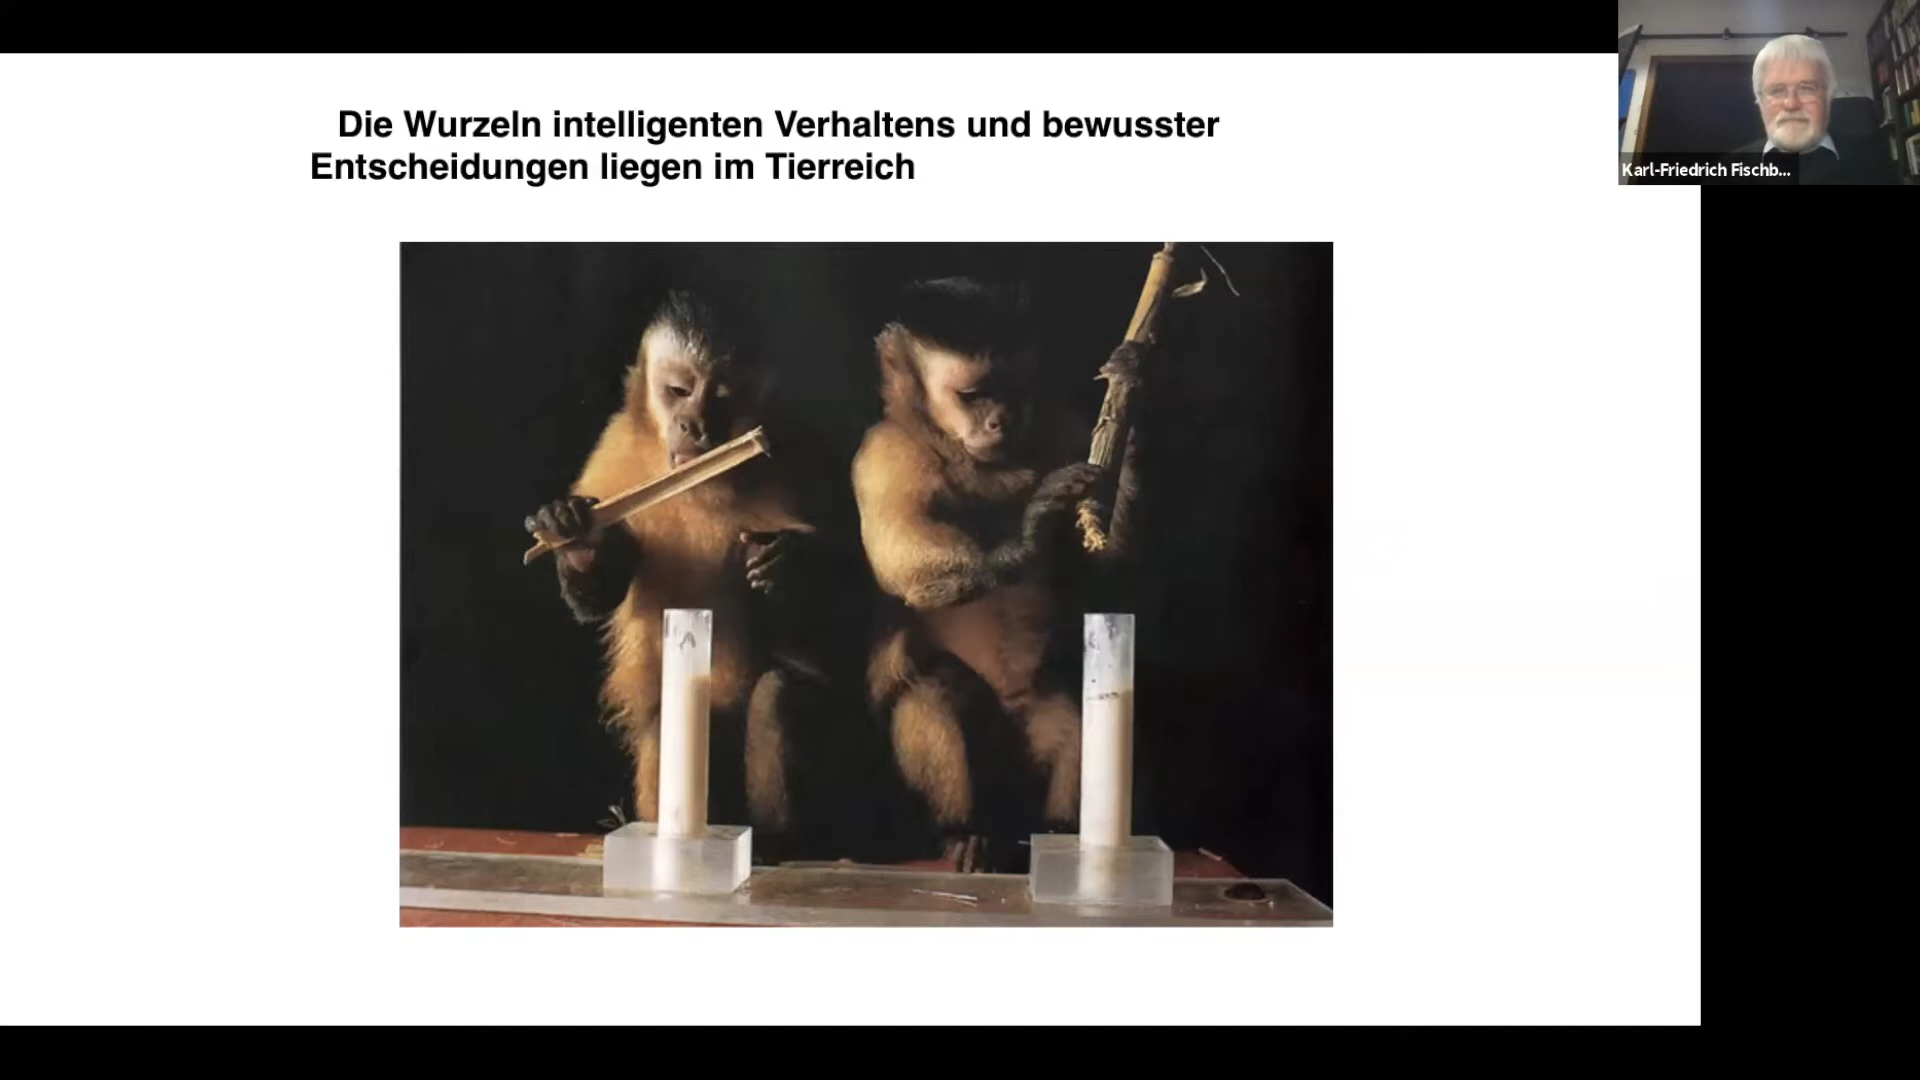 Die Wurzeln intelligenten Verhaltens und bewusster
Entscheidungen liegen im Tierreich
Karl-Friedrich Fischb...
A